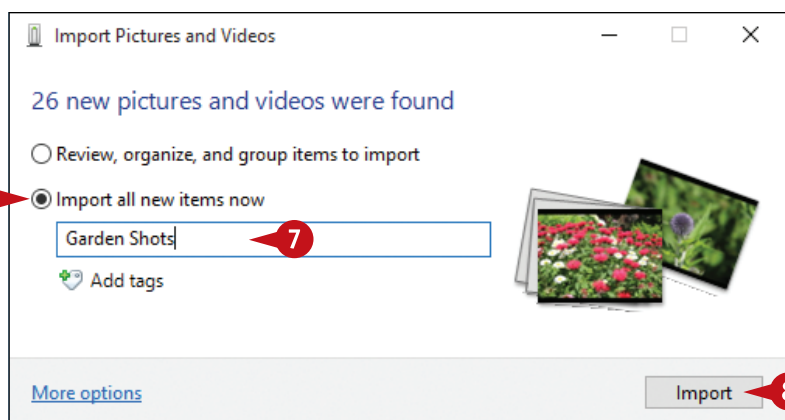 Import Pictures and Videos
26 new pictures and videos were found
Review, organize, and group items to import
Import all new items now
Garden Shots
7
Add tags
More options
Import